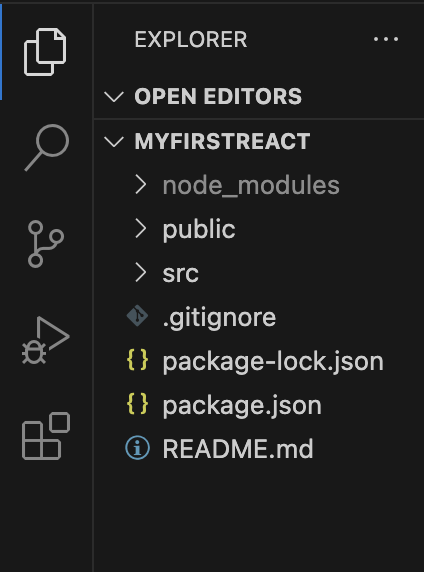 EXPLORER
OPEN EDITORS
MYFIRSTREACT
node_modules
public
src
.gitignore
package-lock.json
package.json
README.md